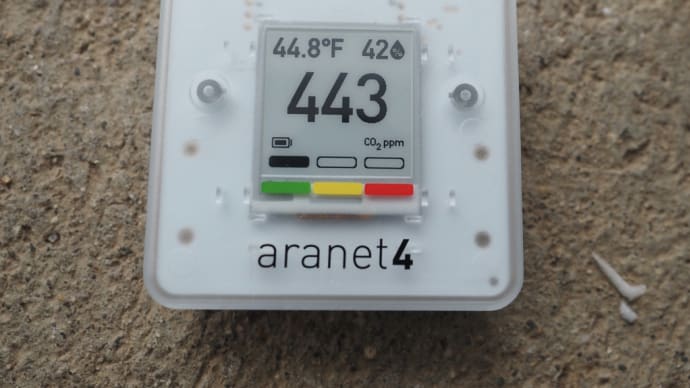 44.8°F 42%
443
CO₂ ppm
aranet4